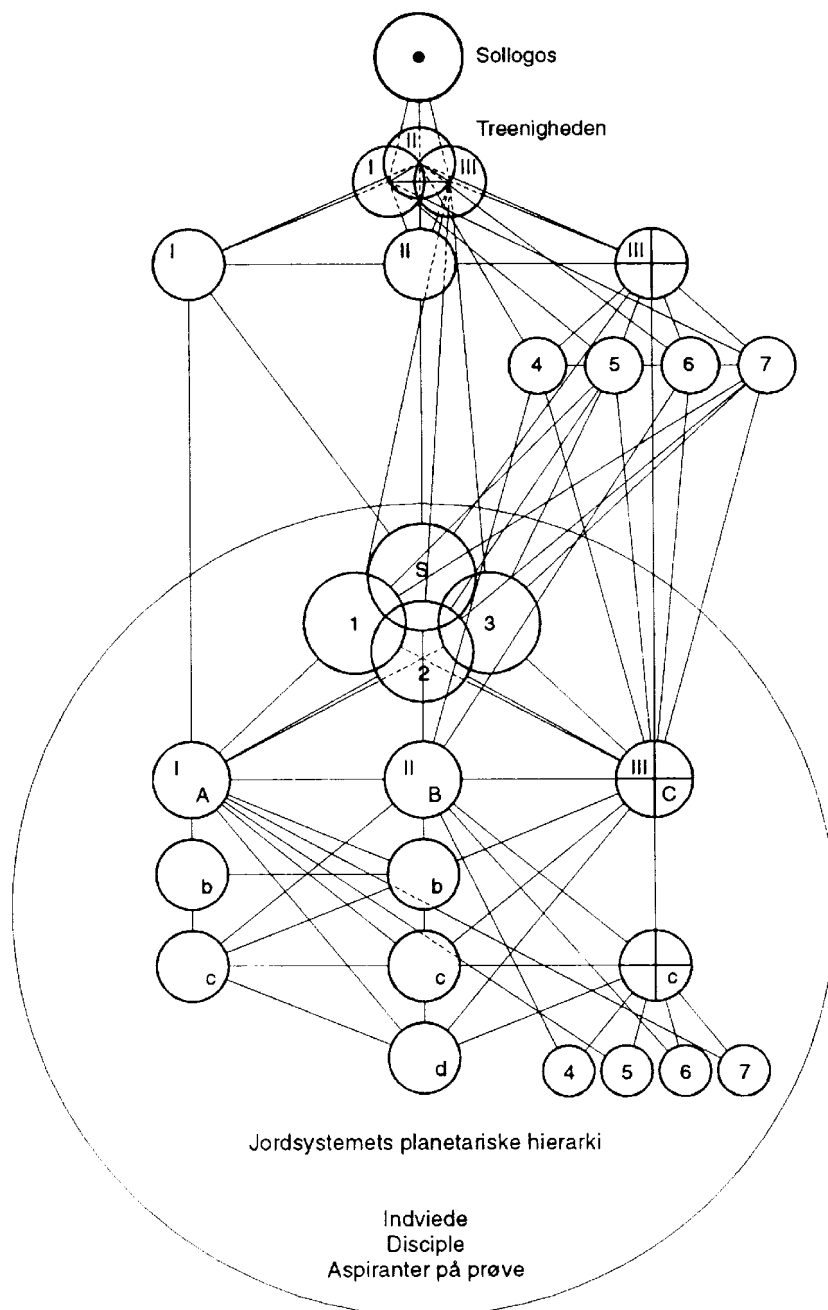 Sollogos
Treenigheden
II
I III
I II III
4 5 6 7
S
1 3
2
I II III
A B C
b b
c c c
d 4 5 6 7
Jordsystemets planetariske hierarki
Indviede
Disciple
Aspiranter på prøve